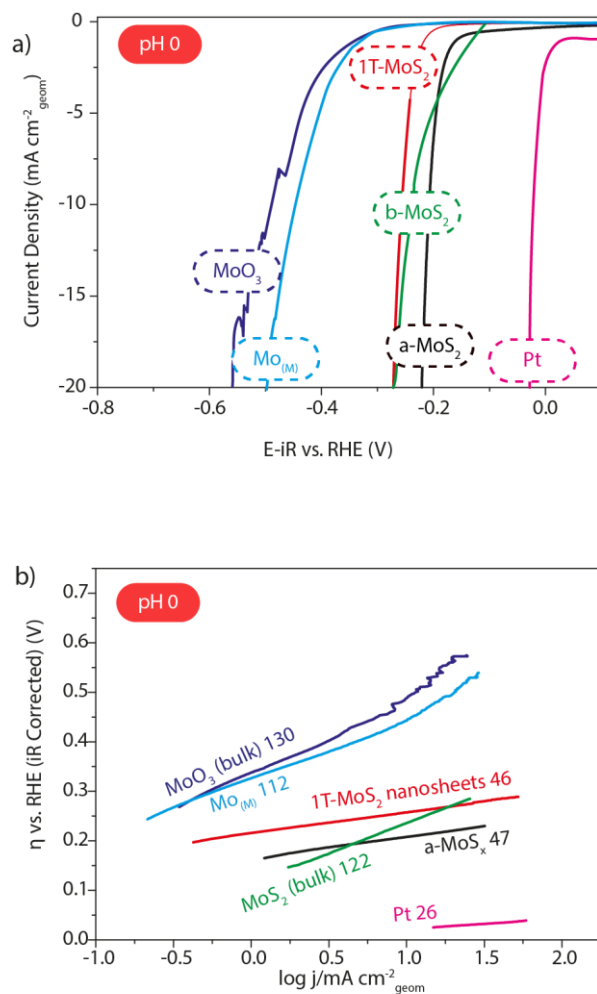 a)
pH 0
Current Density (mA cm⁻²geom)
0
-5
-10
-15
-20
1T-MoS₂
b-MoS₂
MoO₃
Mo(M)
a-MoS₂
Pt
-0.8
-0.6
-0.4
-0.2
0.0
E-iR vs. RHE (V)
b)
pH 0
η vs. RHE (iR Corrected) (V)
0.7
0.6
0.5
0.4
0.3
0.2
0.1
0.0
MoO₃ (bulk) 130
Mo(M) 112
1T-MoS₂ nanosheets 46
a-MoSₓ 47
MoS₂ (bulk) 122
Pt 26
-1.0
-0.5
0.0
0.5
1.0
1.5
2.0
log j/mA cm⁻²geom